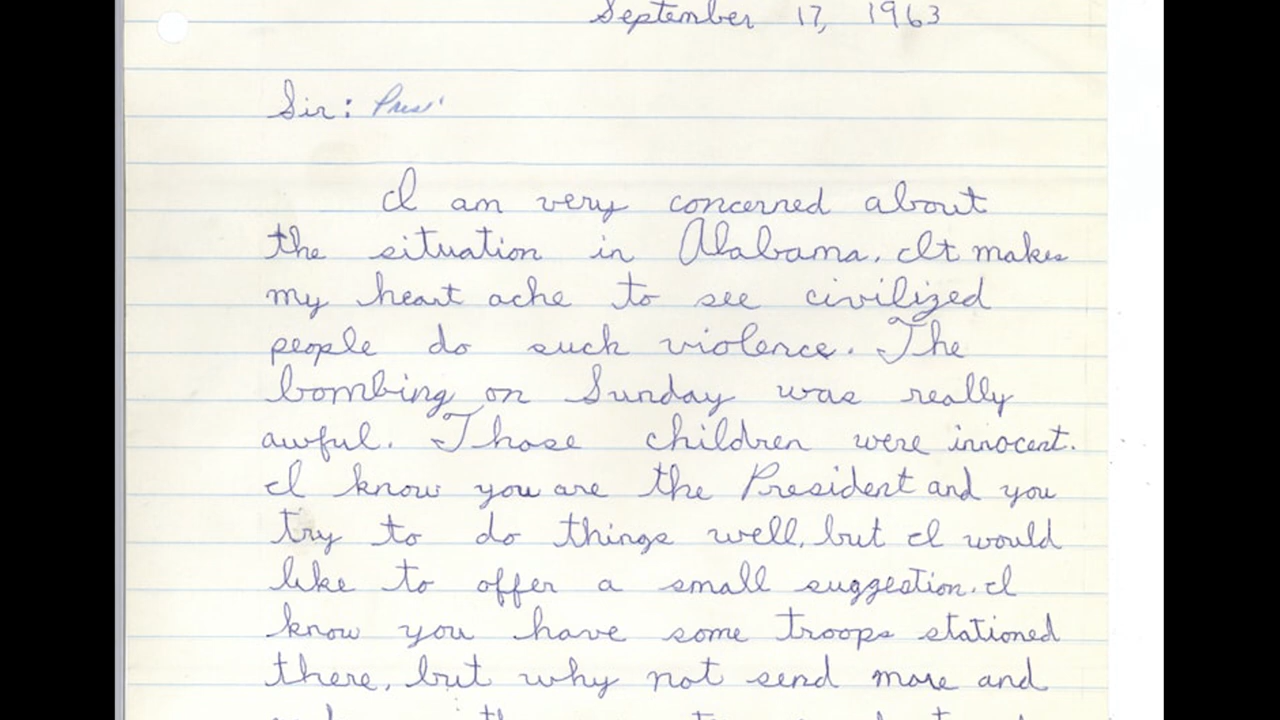 September 17, 1963
Sir: Pres'
I am very concerned about
the situation in Alabama. It makes
my heart ache to see civilized
people do such violence. The
bombing on Sunday was really
awful. Those children were innocent.
I know you are the President and you
try to do things well, but I would
like to offer a small suggestion. I
know you have some troops stationed
there, but why not send more and